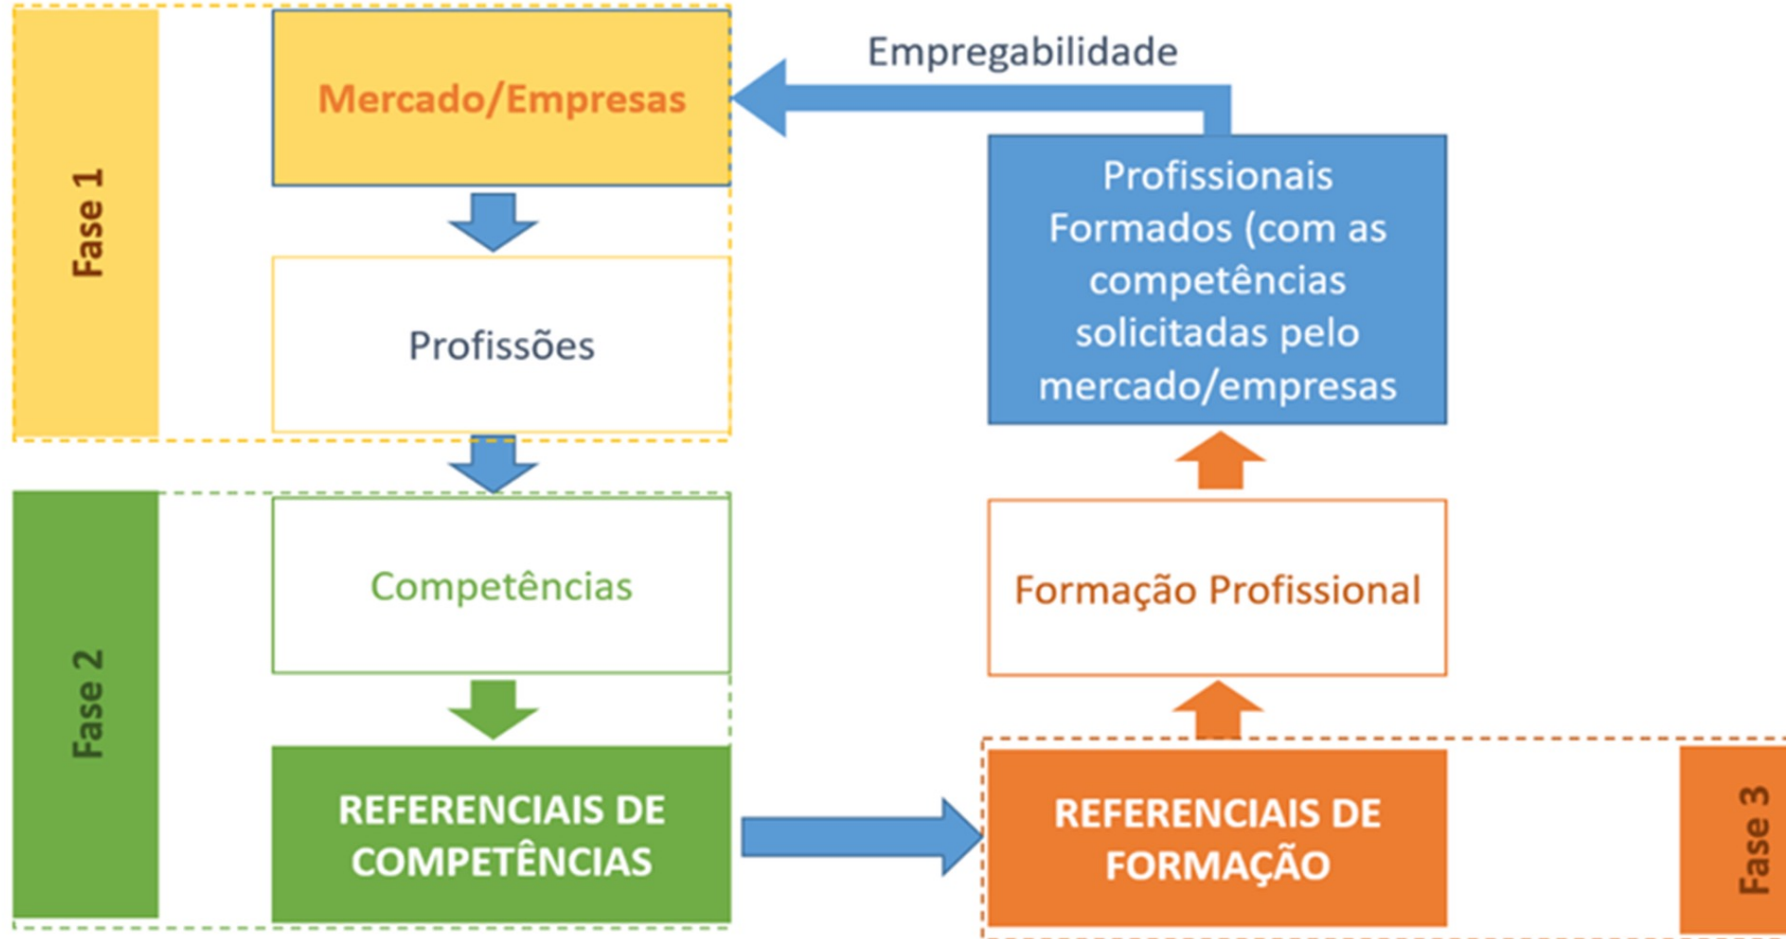 Fase 1
Mercado/Empresas
Profissões
Empregabilidade
Profissionais
Formados (com as
competências
solicitadas pelo
mercado/empresas
Fase 2
Competências
REFERENCIAIS DE
COMPETÊNCIAS
Formação Profissional
REFERENCIAIS DE
FORMAÇÃO
Fase 3